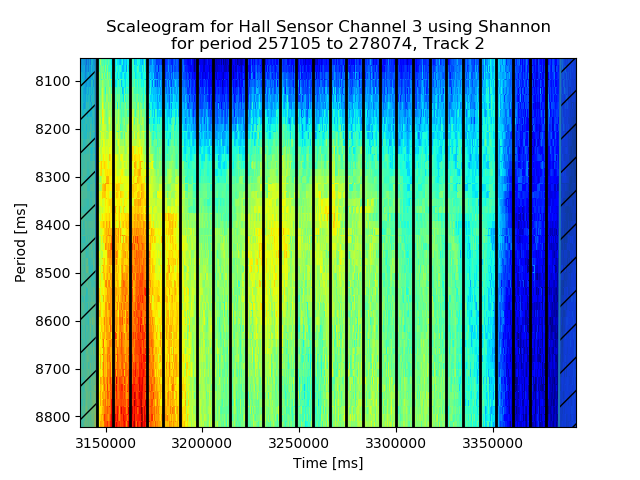 Scaleogram for Hall Sensor Channel 3 using Shannon
for period 257105 to 278074, Track 2
8100
8200
8300
8400
8500
8600
8700
8800
Period [ms]
3150000 3200000 3250000 3300000 3350000
Time [ms]